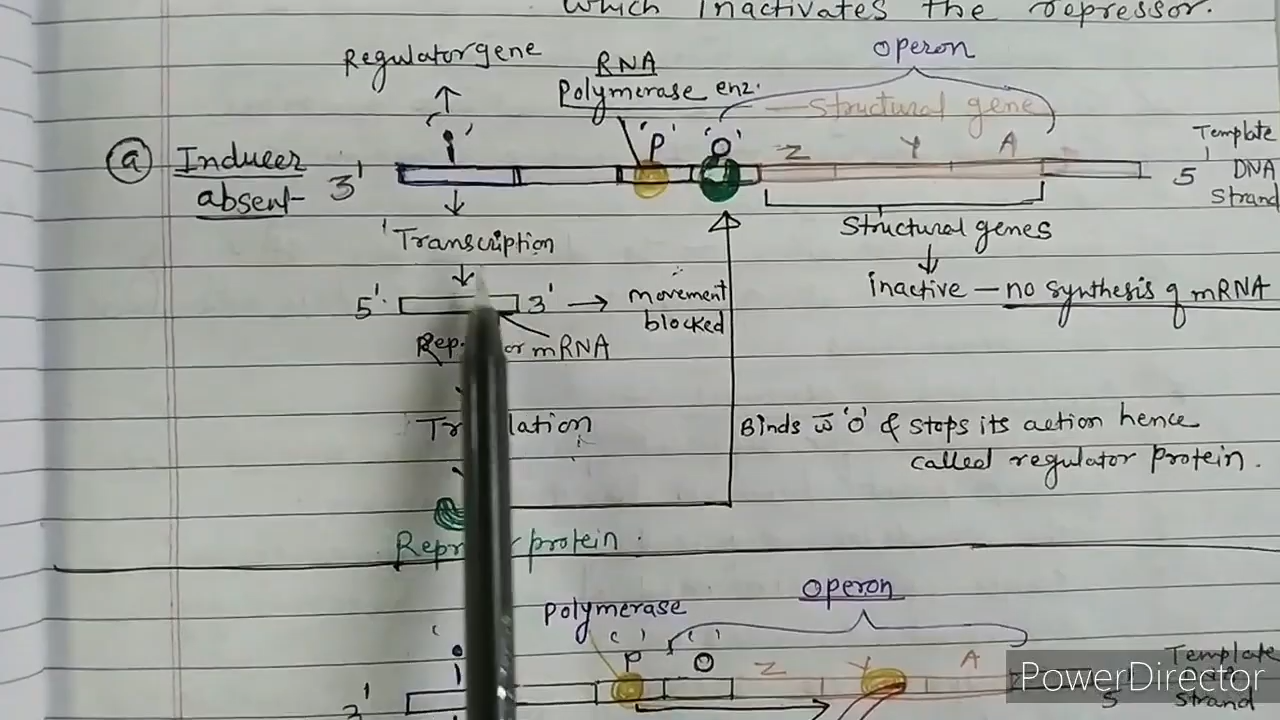 which inactivates the repressor.
Regulator gene
RNA
Polymerase enz.
Operon
Structural gene
'i'
'P'
'O'
Z Y A
Template
DNA
Strand
(a) Inducer
absent
3'
5'
Transcription
5' 3' → movement
blocked
mRNA
Structural genes
inactive — no synthesis of mRNA
Binds w̄ 'O' & stops its action hence
called regulator protein.
protein.
Polymerase
Operon
'i'
'P' 'O' Z Y A
Template
Strand
3'
5
PowerDirector